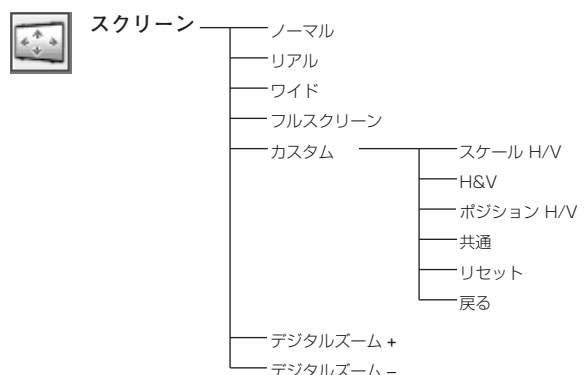 スクリーン
ノーマル
リアル
ワイド
フルスクリーン
カスタム
スケール H/V
H&V
ポジション H/V
共通
リセット
戻る
デジタルズーム +
デジタルズーム –